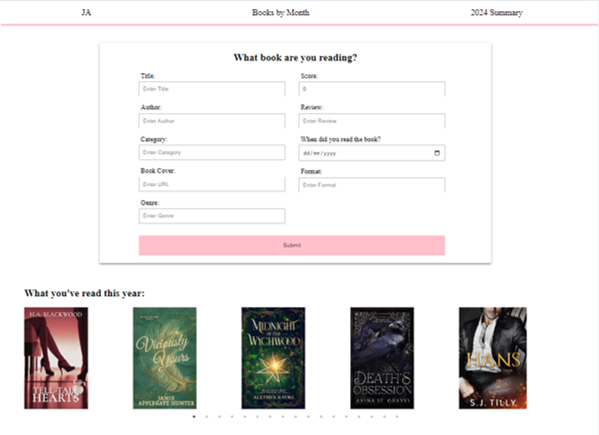 JA Books by Month 2024 Summary
What book are you reading?
Title: Score:
Enter Title 0
Author: Review:
Enter Author Enter Review
Category: When did you read the book?
Enter Category dd/mm/yyyy
Book Cover: Format:
Enter URL Enter Format
Genre:
Enter Genre
Submit
What you've read this year:
H.A. BLACKWOOD
TELL-TALE
HEARTS
Viciously
Yours
JAMIE
APPLEGATE HUNTER
MIDNIGHT
IN THE
WYCHWOOD
ALETHEA FAUST
DEATH'S
OBSESSION
AVINA ST. GRAVES
HANS
S.J. TILLY